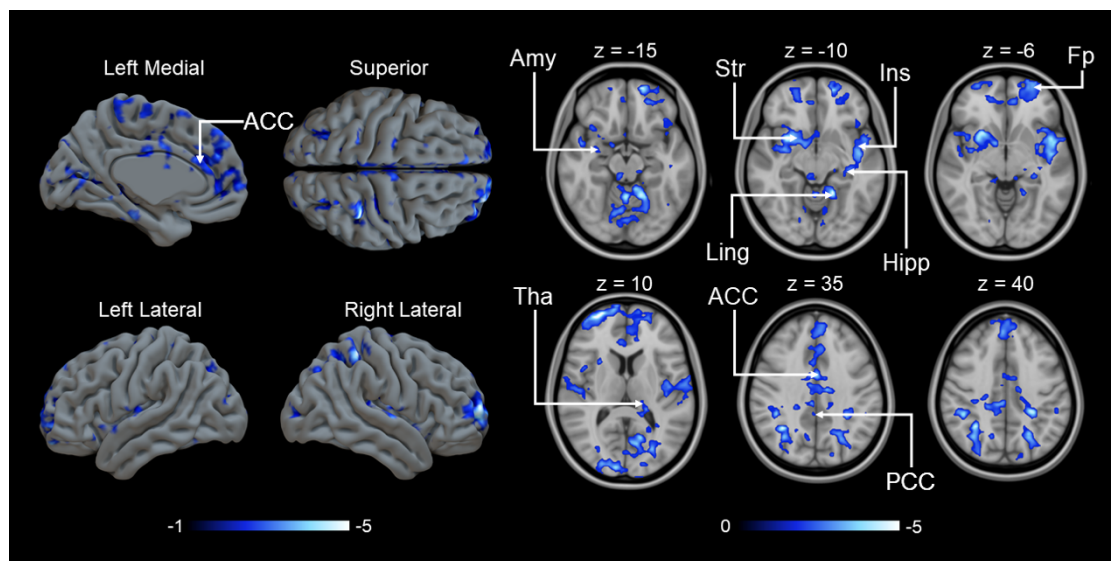 Left Medial
Superior
ACC
Left Lateral
Right Lateral
-1
-5
z = -15
z = -10
z = -6
Amy
Str
Ins
Fp
Ling
Hipp
z = 10
z = 35
z = 40
Tha
ACC
PCC
0
-5